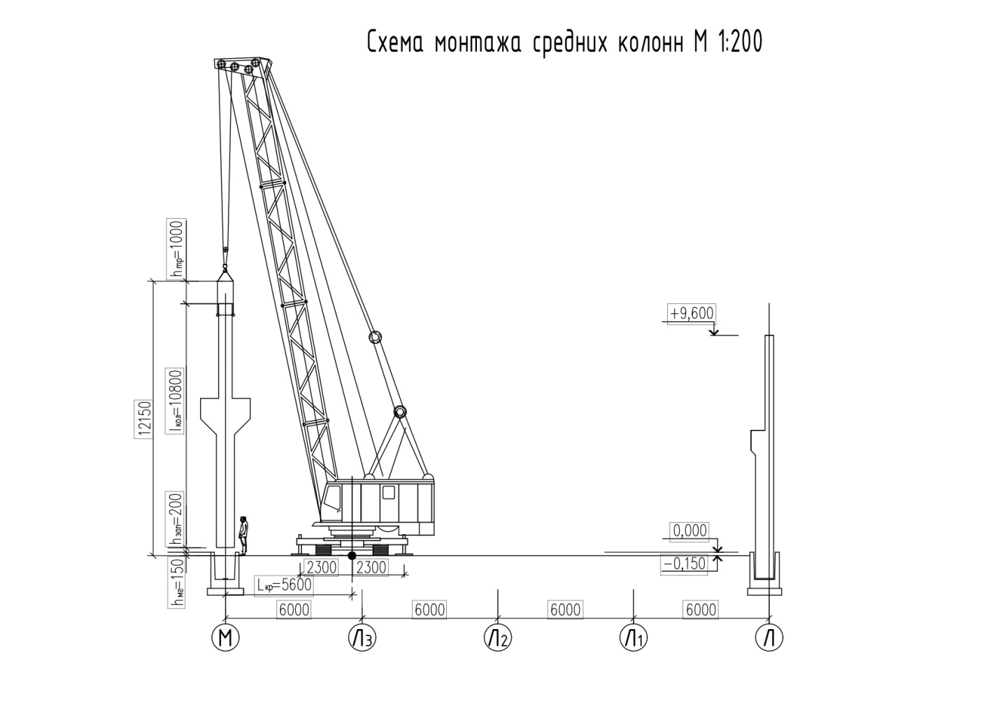 Схема монтажа средних колонн М 1:200
hтр=1000
+9,600
lкол=10800
12150
hзап=200
0,000
-0,150
hмг=150
2300
2300
Lкр=5600
6000
6000
6000
6000
М
Л3
Л2
Л1
Л